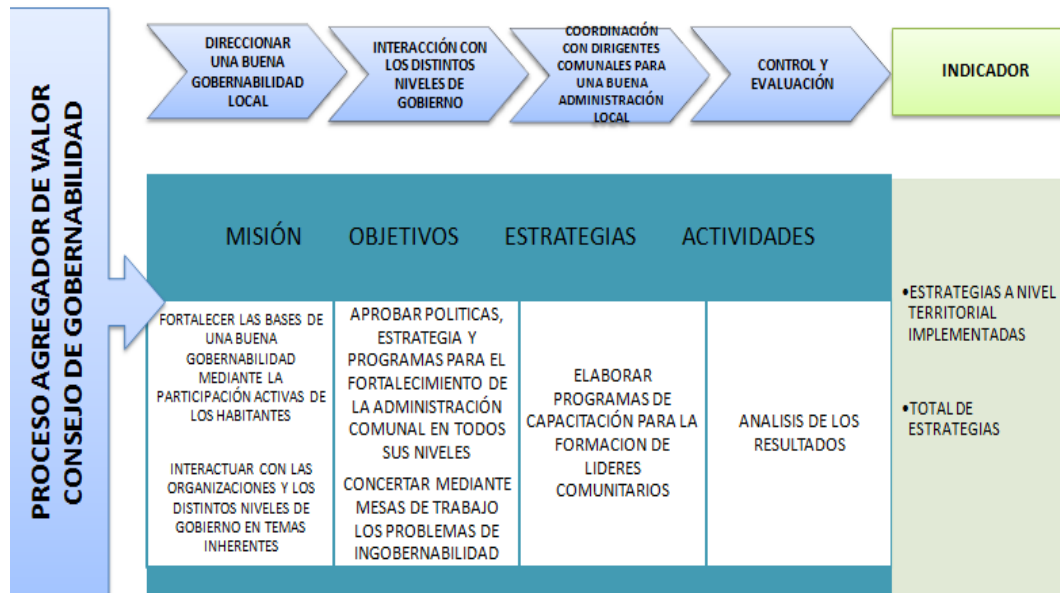 PROCESO AGREGADOR DE VALOR
CONSEJO DE GOBERNABILIDAD
DIRECCIONAR
UNA BUENA
GOBERNABILIDAD
LOCAL
INTERACCIÓN CON
LOS DISTINTOS
NIVELES DE
GOBIERNO
COORDINACIÓN
CON DIRIGENTES
COMUNALES PARA
UNA BUENA
ADMINISTRACIÓN
LOCAL
CONTROL Y
EVALUACIÓN
INDICADOR
MISIÓN OBJETIVOS ESTRATEGIAS ACTIVIDADES
FORTALECER LAS BASES DE
UNA BUENA
GOBERNABILIDAD
MEDIANTE LA
PARTICIPACIÓN ACTIVAS DE
LOS HABITANTES
INTERACTUAR CON LAS
ORGANIZACIONES Y LOS
DISTINTOS NIVELES DE
GOBIERNO EN TEMAS
INHERENTES
APROBAR POLITICAS,
ESTRATEGIA Y
PROGRAMAS PARA EL
FORTALECIMIENTO DE
LA ADMINISTRACIÓN
COMUNAL EN TODOS
SUS NIVELES
CONCERTAR MEDIANTE
MESAS DE TRABAJO
LOS PROBLEMAS DE
INGOBERNABILIDAD
ELABORAR
PROGRAMAS DE
CAPACITACIÓN PARA LA
FORMACION DE
LIDERES
COMUNITARIOS
ANALISIS DE LOS
RESULTADOS
•ESTRATEGIAS A NIVEL
TERRITORIAL
IMPLEMENTADAS
•TOTAL DE
ESTRATEGIAS